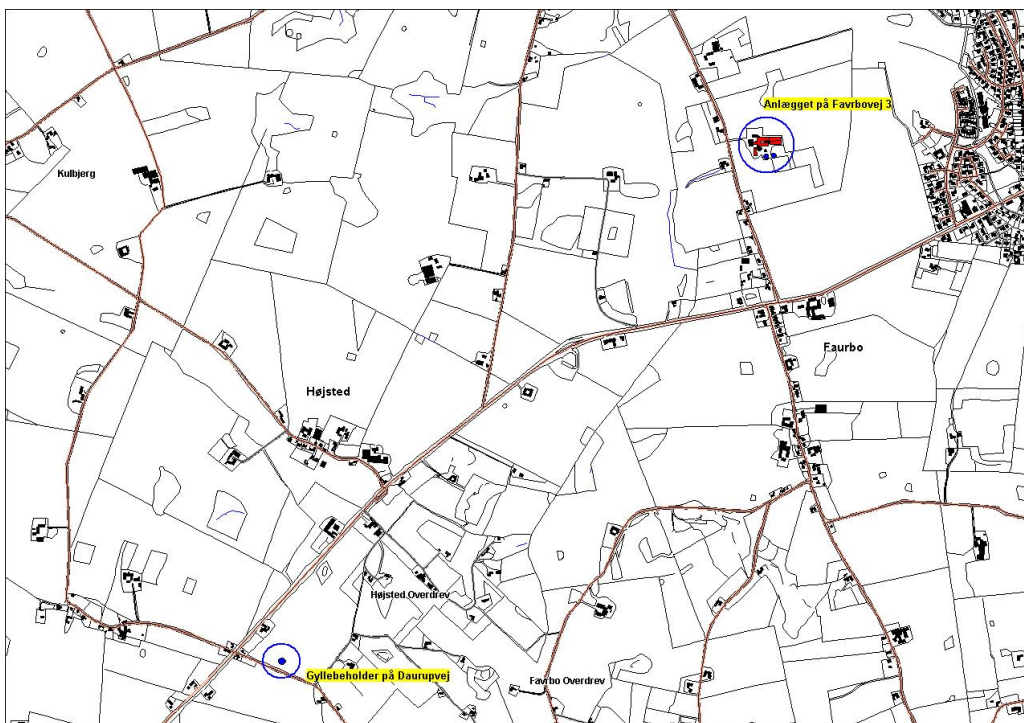 Anlægget på Favrbovej 3
Kulbjerg
Faurbo
Højsted
Højsted Overdrev
Gyllebeholder på Daurupvej
Favrbo Overdrev